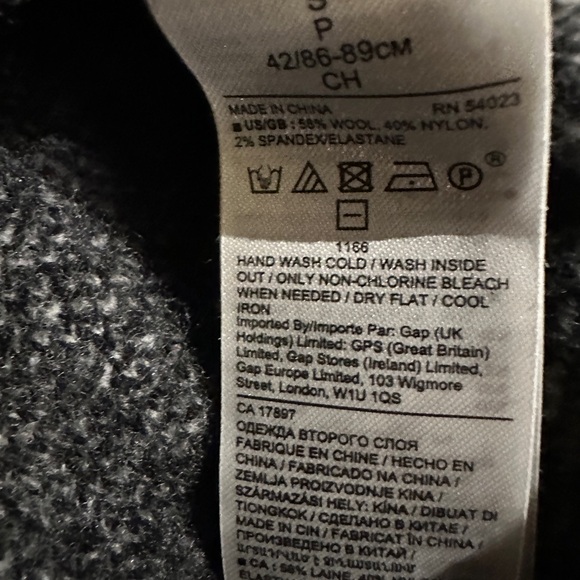 S
P
42/86-89CM
CH
MADE IN CHINA RN 54023
■ US/GB : 58% WOOL, 40% NYLON,
2% SPANDEX/ELASTANE
P ®
1166
HAND WASH COLD / WASH INSIDE
OUT / ONLY NON-CHLORINE BLEACH
WHEN NEEDED / DRY FLAT / COOL
IRON
Imported By/Importe Par: Gap (UK
Holdings) Limited: GPS (Great Britain)
Limited, Gap Stores (Ireland) Limited,
Gap Europe Limited, 103 Wigmore
Street, London, W1U 1QS
CA 17897
ОДЕЖДА ВТОРОГО СЛОЯ
FABRIQUE EN CHINE / HECHO EN
CHINA / FABRICADO NA CHINA /
ZEMLJA PROIZVODNJE KINA /
SZÁRMAZÁSI HELY: KÍNA / DIBUAT DI
TIONGKOK / СДЕЛАНО В КИТАЕ /
MADE IN CIN / FABRICAT ÎN CHINA /
ПРОИЗВЕДЕНО В КИТАЙ /
■ CA : 58% LAINE, 40%